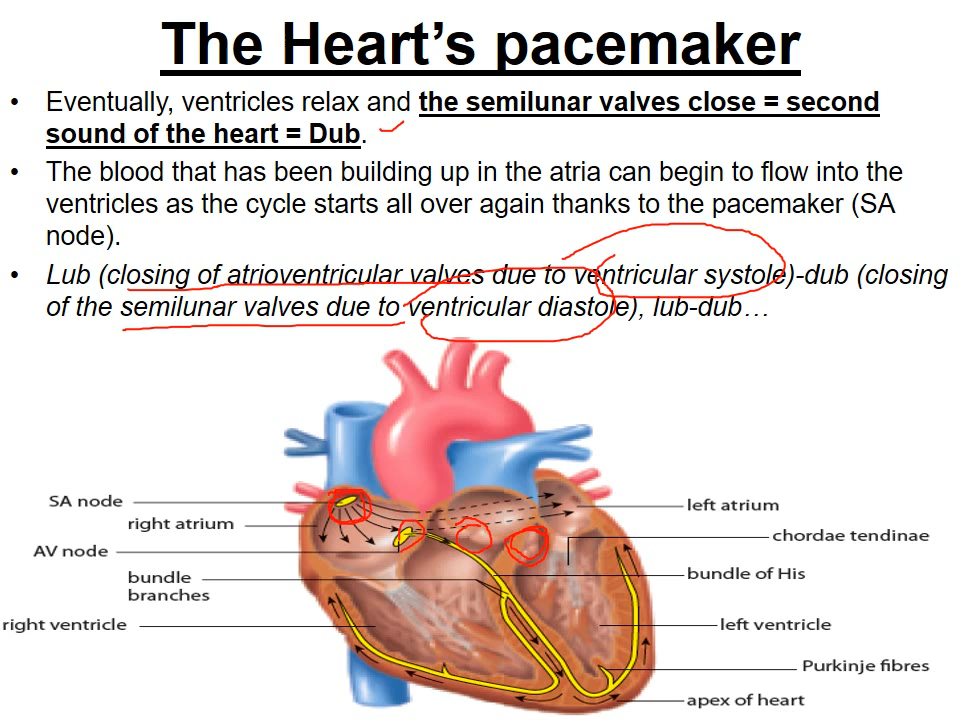 The Heart’s pacemaker
• Eventually, ventricles relax and the semilunar valves close = second
sound of the heart = Dub.
• The blood that has been building up in the atria can begin to flow into the
ventricles as the cycle starts all over again thanks to the pacemaker (SA
node).
• Lub (closing of atrioventricular valves due to ventricular systole)-dub (closing
of the semilunar valves due to ventricular diastole), lub-dub…
SA node
right atrium
AV node
bundle
branches
right ventricle
left atrium
chordae tendinae
bundle of His
left ventricle
Purkinje fibres
apex of heart